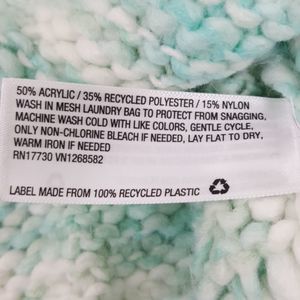 50% ACRYLIC / 35% RECYCLED POLYESTER / 15% NYLON
WASH IN MESH LAUNDRY BAG TO PROTECT FROM SNAGGING,
MACHINE WASH COLD WITH LIKE COLORS, GENTLE CYCLE,
ONLY NON-CHLORINE BLEACH IF NEEDED, LAY FLAT TO DRY,
WARM IRON IF NEEDED
RN17730 VN1268582
LABEL MADE FROM 100% RECYCLED PLASTIC